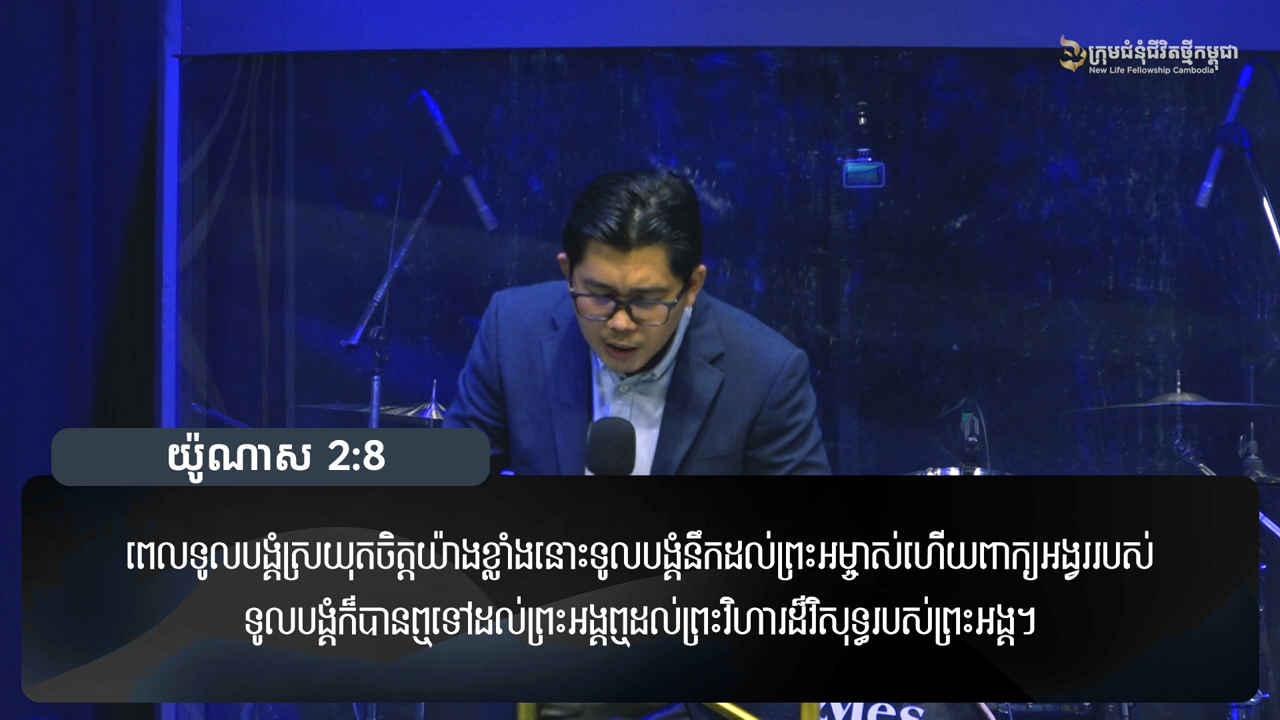 ក្រុមជំនុំជីវិតថ្មីកម្ពុជា
New Life Fellowship Cambodia
យ៉ូណាស 2:8
ពេលទូលបង្គំស្រយុតចិត្តយ៉ាងខ្លាំងនោះទូលបង្គំនឹកដល់ព្រះអម្ចាស់ហើយពាក្យអង្វររបស់
ទូលបង្គំក៏បានឮទៅដល់ព្រះអង្គឮដល់ព្រះវិហារដ៏វិសុទ្ធរបស់ព្រះអង្គ។